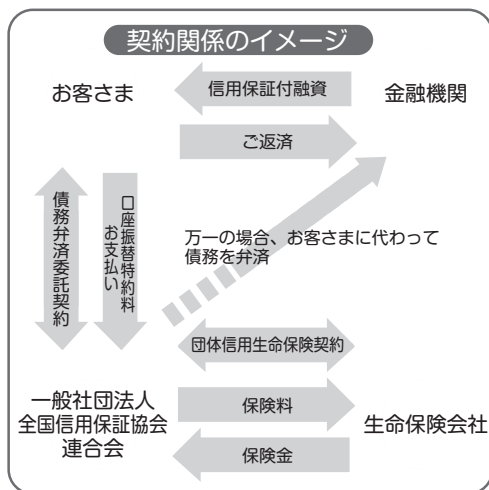 契約関係のイメージ
お客さま
信用保証付融資
金融機関
ご返済
債務弁済委託契約
口座振替特約料
お支払い
万一の場合、お客さまに代わって
債務を弁済
団体信用生命保険契約
一般社団法人
全国信用保証協会
連合会
保険料
生命保険会社
保険金